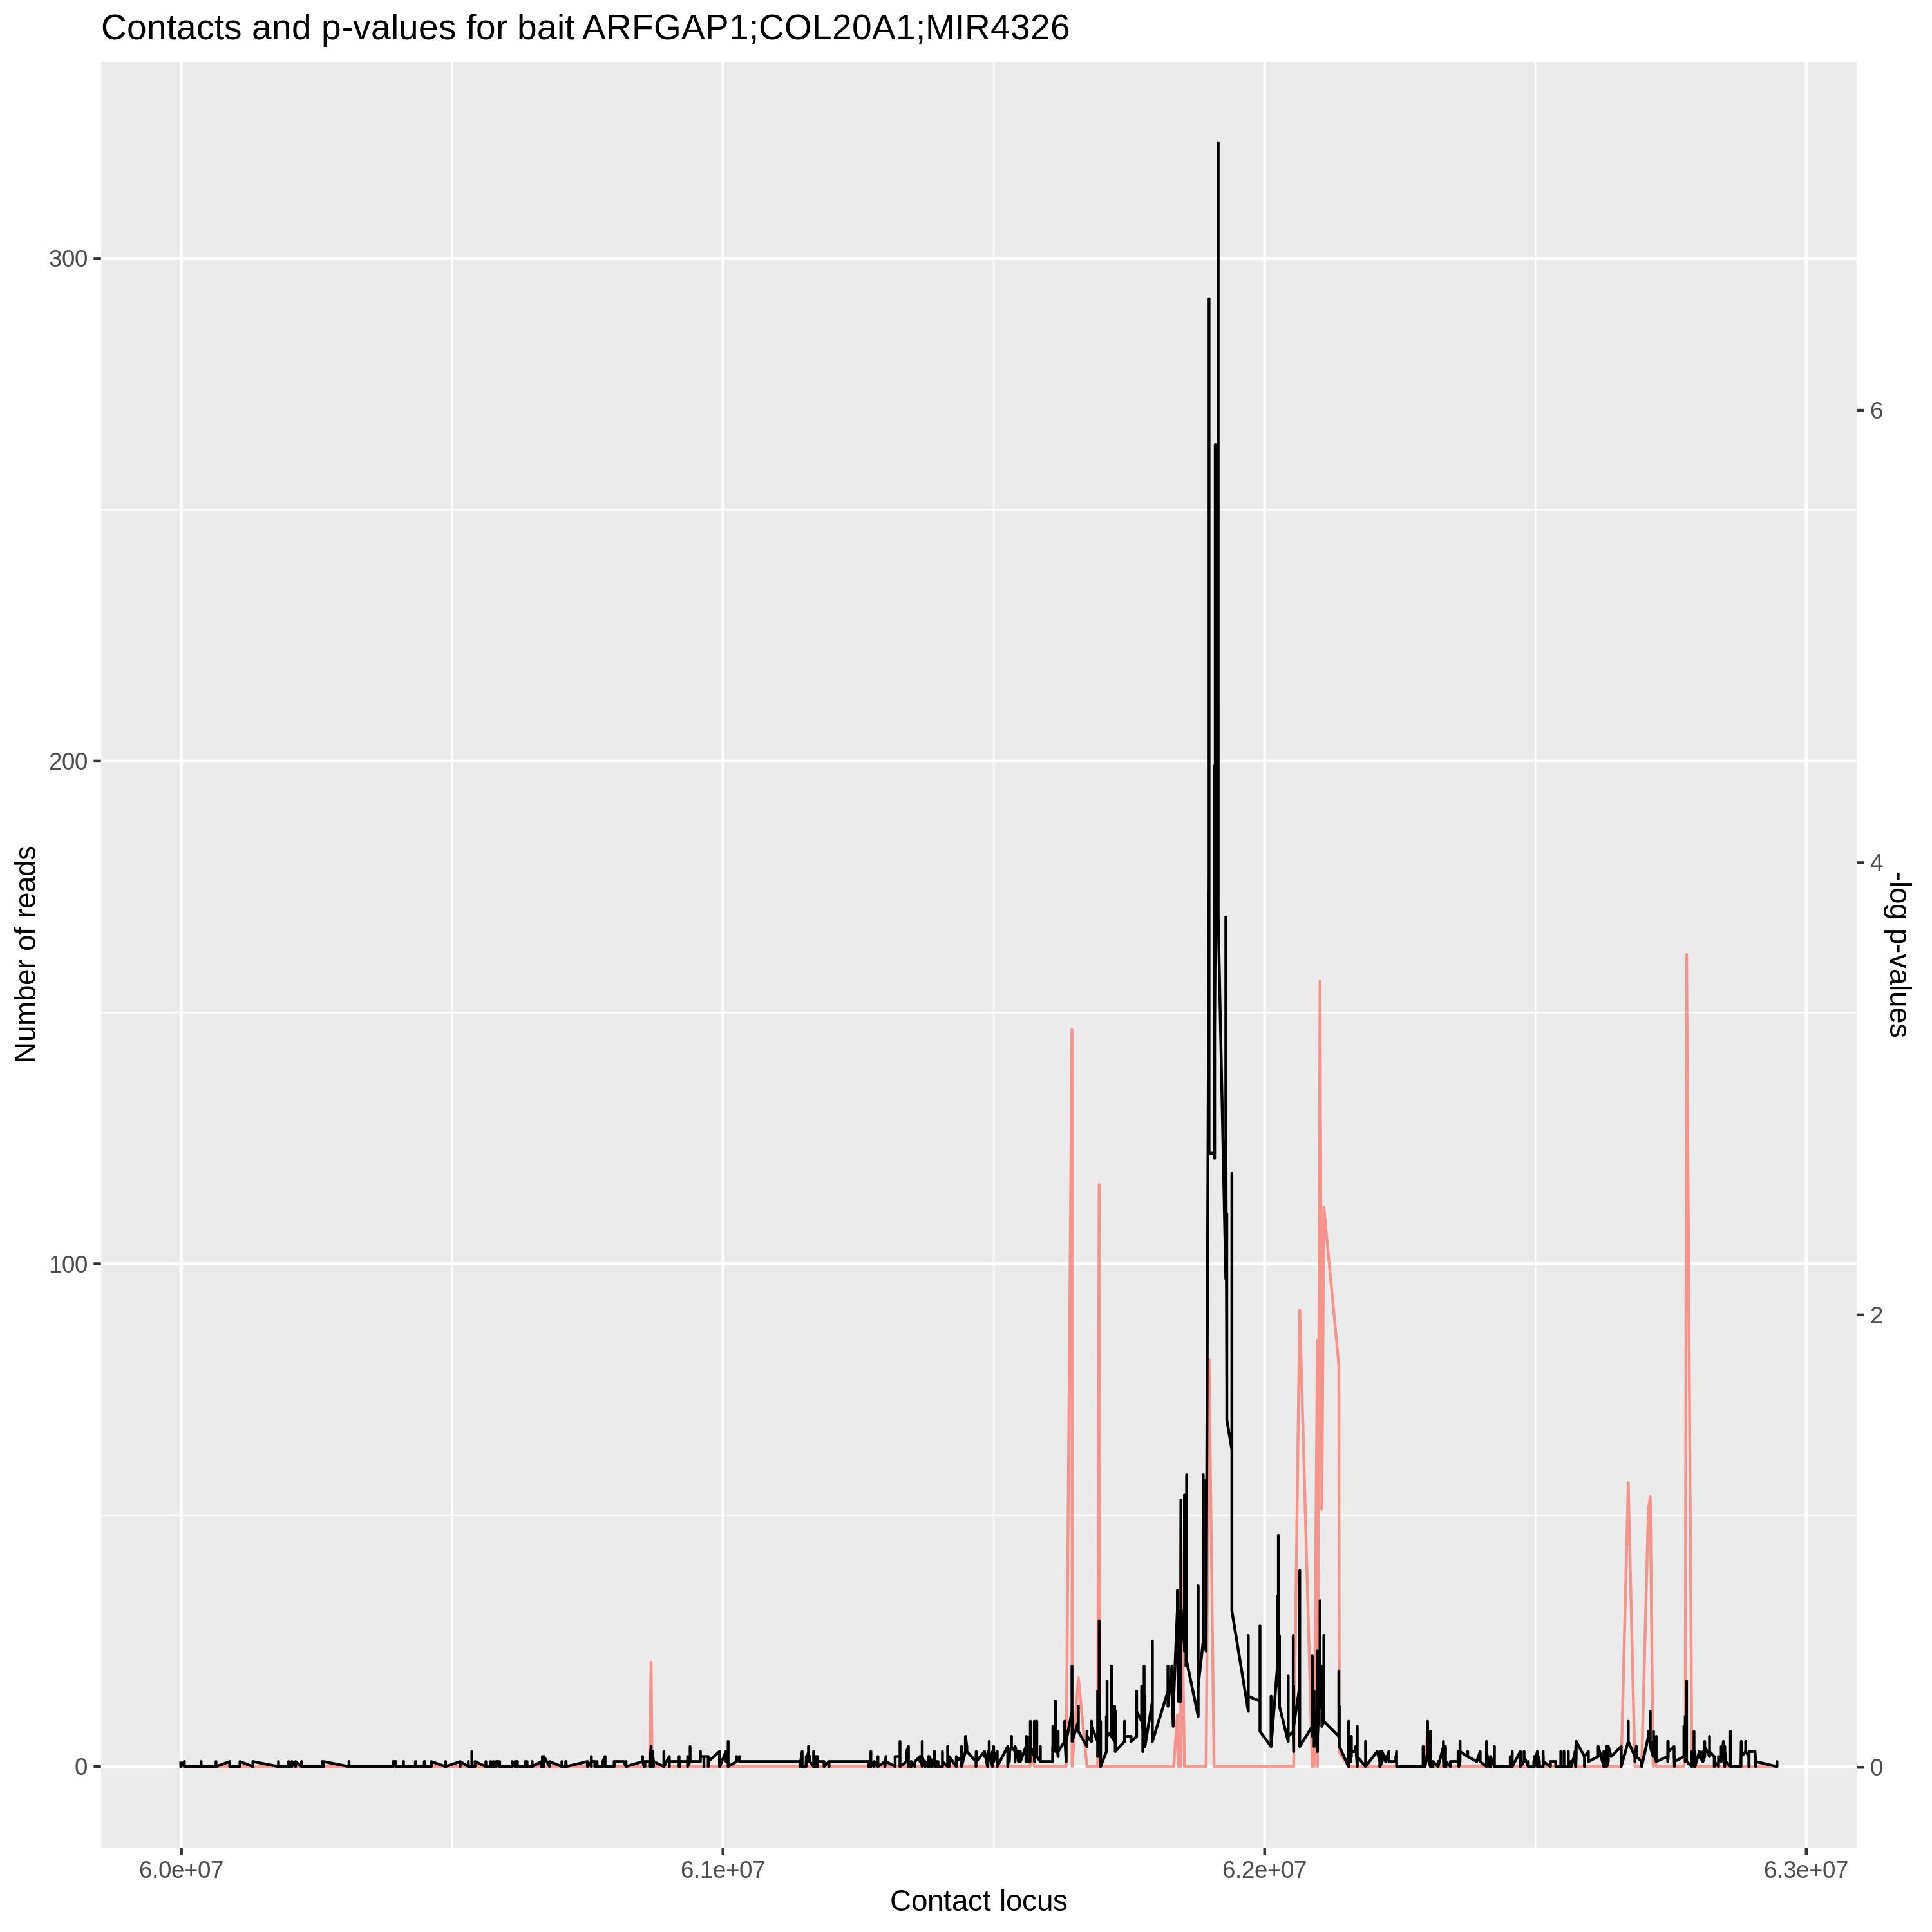 Contacts and p-values for bait ARFGAP1;COL20A1;MIR4326
300
200
100
0
Number of reads
6
4
2
0
-log p-values
6.0e+07
6.1e+07
6.2e+07
6.3e+07
Contact locus